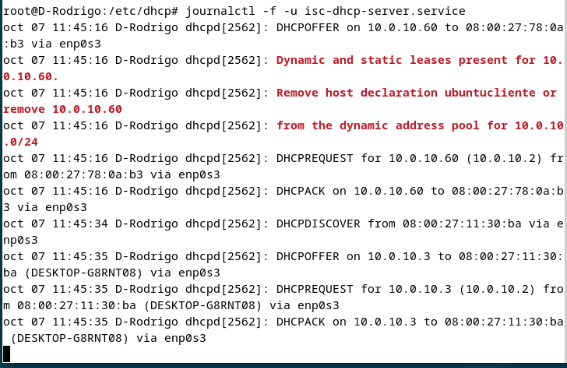 root@D-Rodrigo:/etc/dhcp# journalctl -f -u isc-dhcp-server.service
oct 07 11:45:16 D-Rodrigo dhcpd[2562]: DHCPOFFER on 10.0.10.60 to 08:00:27:78:0a
:b3 via enp0s3
oct 07 11:45:16 D-Rodrigo dhcpd[2562]: Dynamic and static leases present for 10.
0.10.60.
oct 07 11:45:16 D-Rodrigo dhcpd[2562]: Remove host declaration ubuntucliente or
remove 10.0.10.60
oct 07 11:45:16 D-Rodrigo dhcpd[2562]: from the dynamic address pool for 10.0.10
.0/24
oct 07 11:45:16 D-Rodrigo dhcpd[2562]: DHCPREQUEST for 10.0.10.60 (10.0.10.2) fr
om 08:00:27:78:0a:b3 via enp0s3
oct 07 11:45:16 D-Rodrigo dhcpd[2562]: DHCPACK on 10.0.10.60 to 08:00:27:78:0a:b
3 via enp0s3
oct 07 11:45:34 D-Rodrigo dhcpd[2562]: DHCPDISCOVER from 08:00:27:11:30:ba via e
np0s3
oct 07 11:45:35 D-Rodrigo dhcpd[2562]: DHCPOFFER on 10.0.10.3 to 08:00:27:11:30:
ba (DESKTOP-G8RNT08) via enp0s3
oct 07 11:45:35 D-Rodrigo dhcpd[2562]: DHCPREQUEST for 10.0.10.3 (10.0.10.2) fro
m 08:00:27:11:30:ba (DESKTOP-G8RNT08) via enp0s3
oct 07 11:45:35 D-Rodrigo dhcpd[2562]: DHCPACK on 10.0.10.3 to 08:00:27:11:30:ba
 (DESKTOP-G8RNT08) via enp0s3